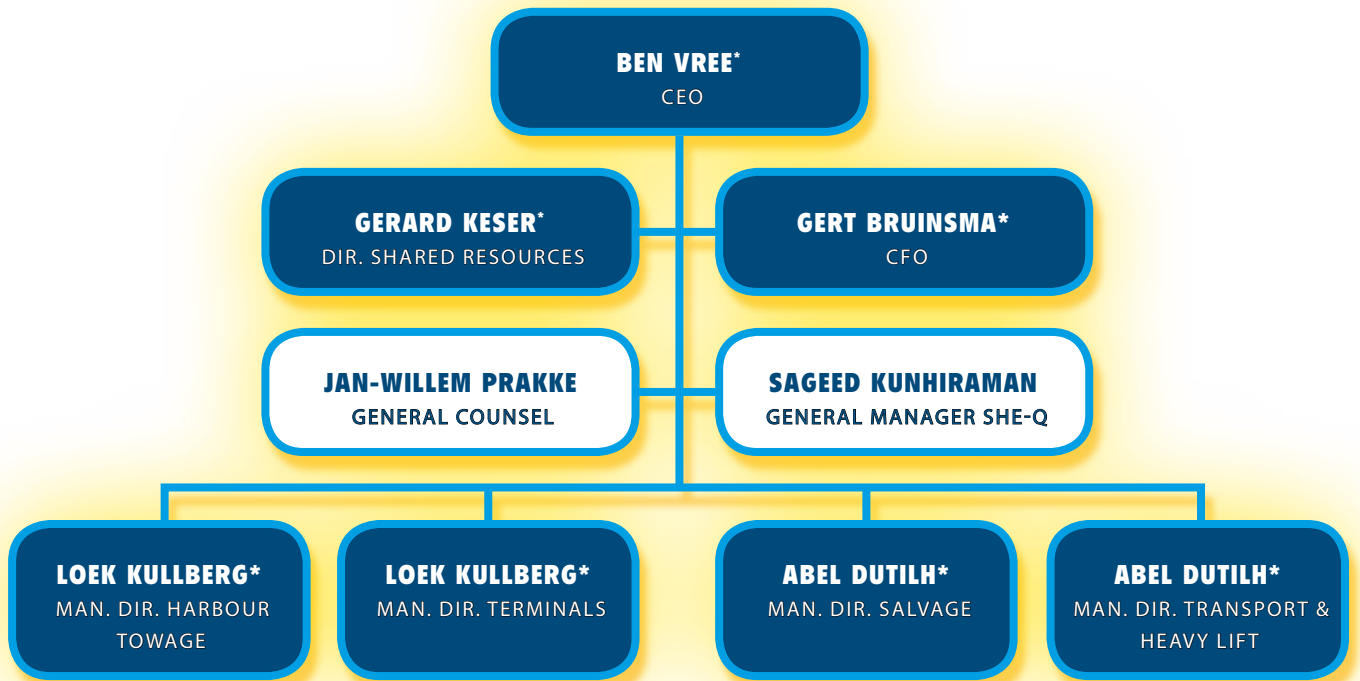 BEN VREE*
CEO
GERARD KESER*
DIR. SHARED RESOURCES
GERT BRUINSMA*
CFO
JAN-WILLEM PRAKKE
GENERAL COUNSEL
SAGEED KUNHIRAMAN
GENERAL MANAGER SHE-Q
LOEK KULLBERG*
MAN. DIR. HARBOUR
TOWAGE
LOEK KULLBERG*
MAN. DIR. TERMINALS
ABEL DUTILH*
MAN. DIR. SALVAGE
ABEL DUTILH*
MAN. DIR. TRANSPORT &
HEAVY LIFT